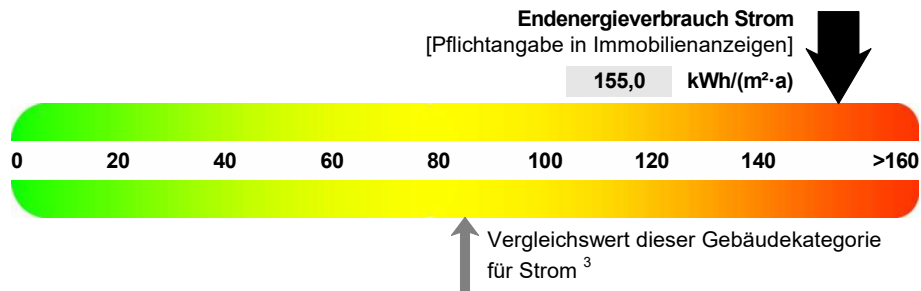 Endenergieverbrauch Strom
[Pflichtangabe in Immobilienanzeigen]
155,0 kWh/(m²·a)
0 20 40 60 80 100 120 140 >160
Vergleichswert dieser Gebäudekategorie
für Strom ³